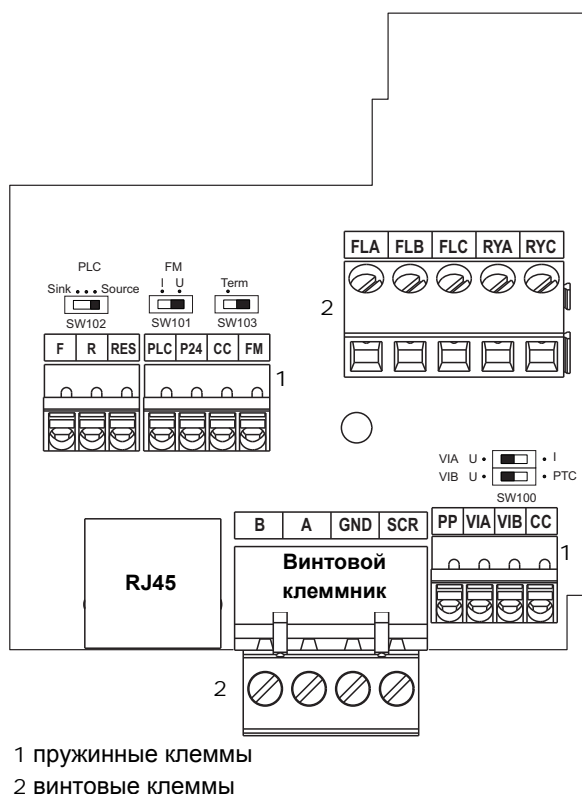 FLA FLB FLC RYA RYC
2
PLC FM
Sink Source I U Term
SW102 SW101 SW103
F R RES PLC P24 CC FM
1
VIA U I
VIB U PTC
SW100
PP VIA VIB CC
1
B A GND SCR
RJ45
Винтовой
клеммник
2
1 пружинные клеммы
2 винтовые клеммы